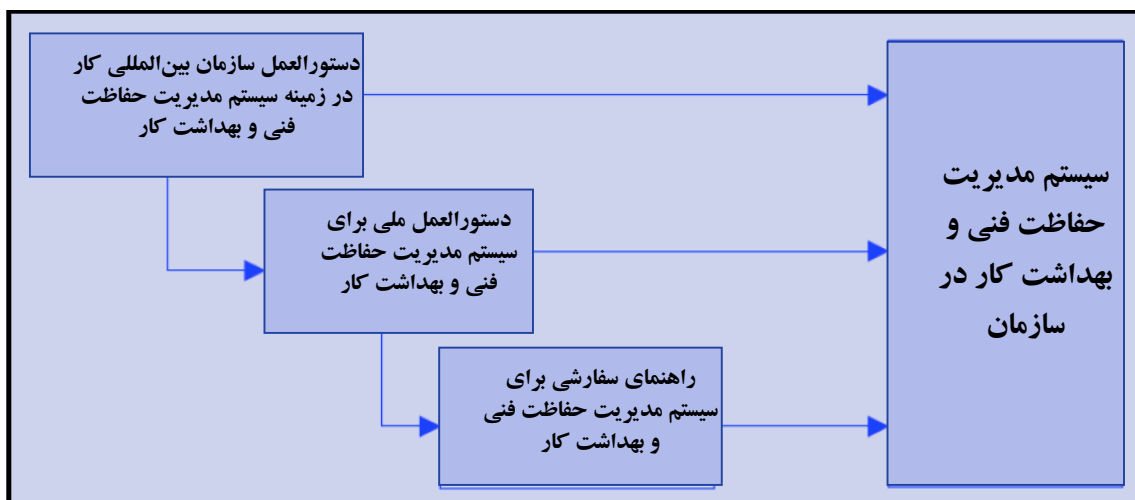 دستورالعمل سازمان بین‌المللی کار
در زمینه سیستم مدیریت حفاظت
فنی و بهداشت کار
دستورالعمل ملی برای
سیستم مدیریت حفاظت
فنی و بهداشت کار
راهنمای سفارشی برای
سیستم مدیریت حفاظت فنی
و بهداشت کار
سیستم مدیریت
حفاظت فنی و
بهداشت کار در
سازمان